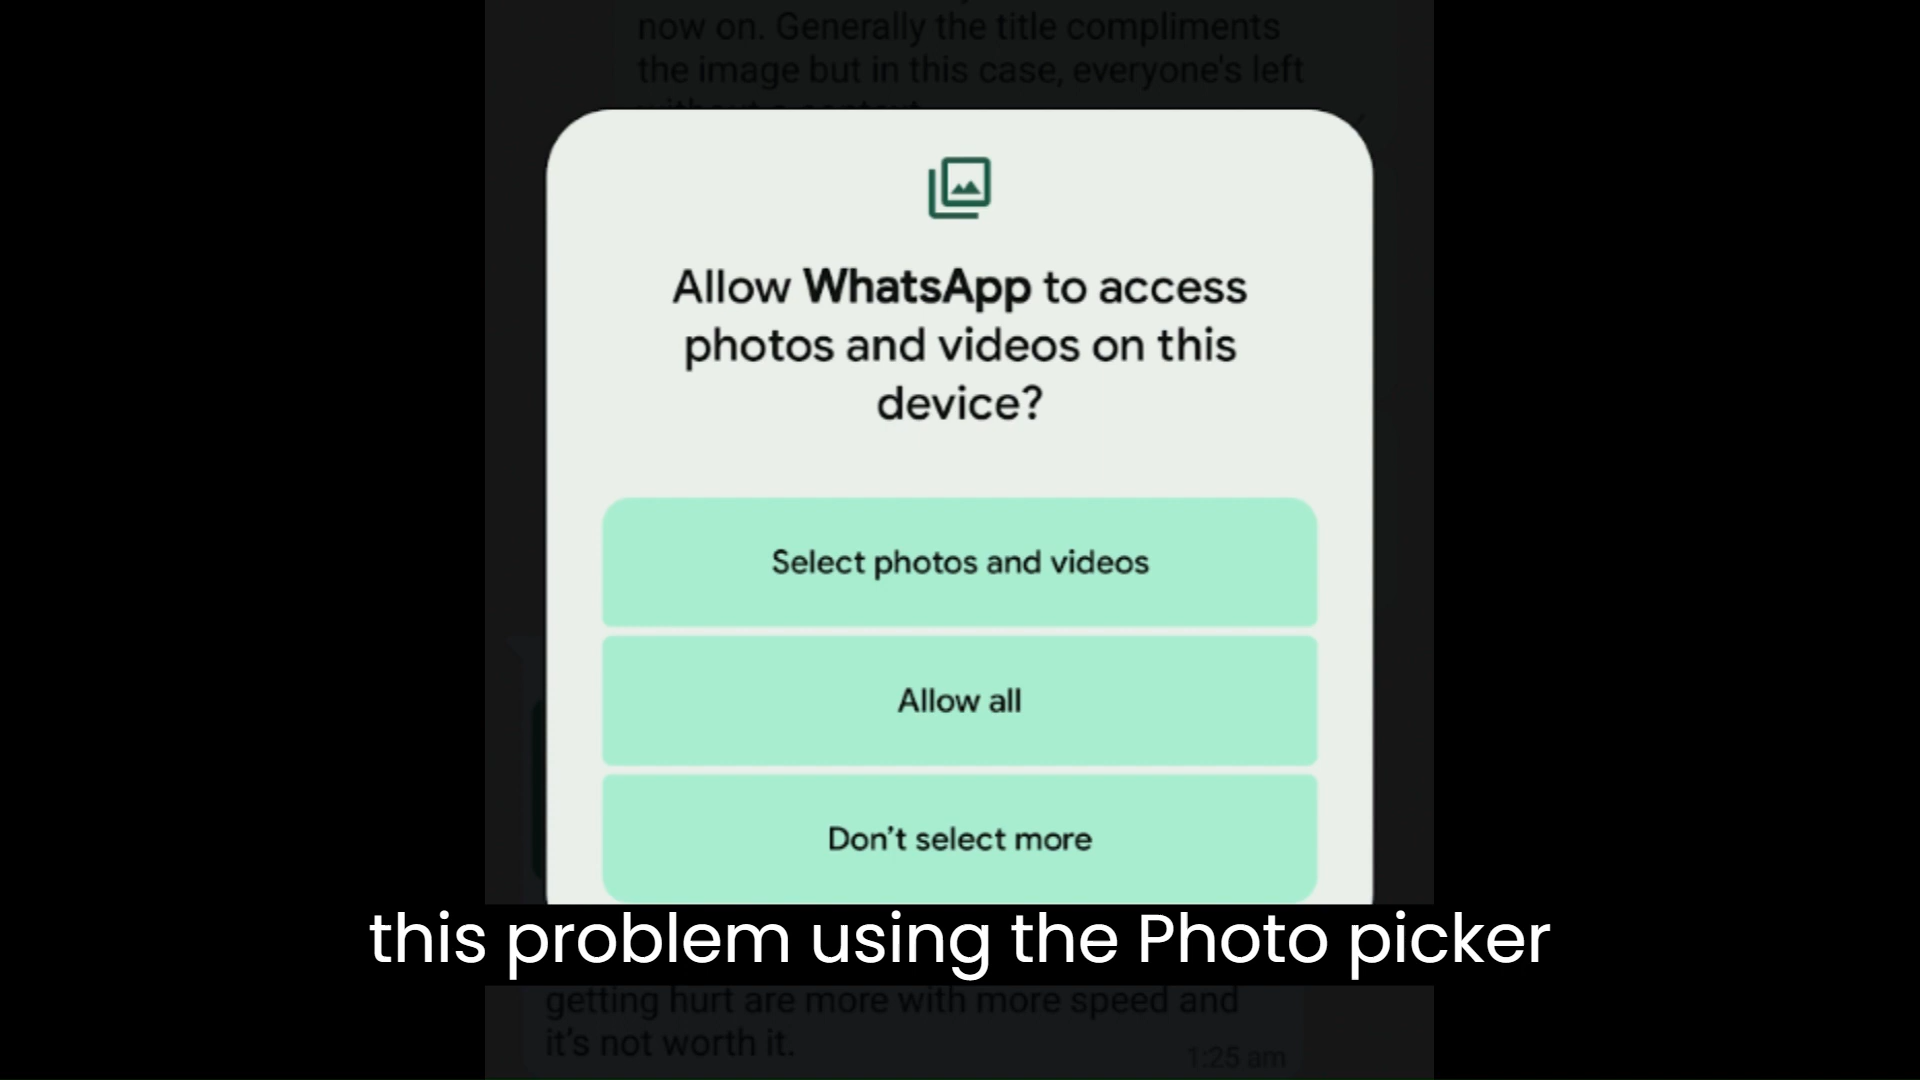 now on. Generally the title compliments
the image but in this case, everyone's left
without a context
Allow WhatsApp to access
photos and videos on this
device?
Select photos and videos
Allow all
Don't select more
this problem using the Photo picker
getting hurt are more with more speed and
it's not worth it.
1:25 am